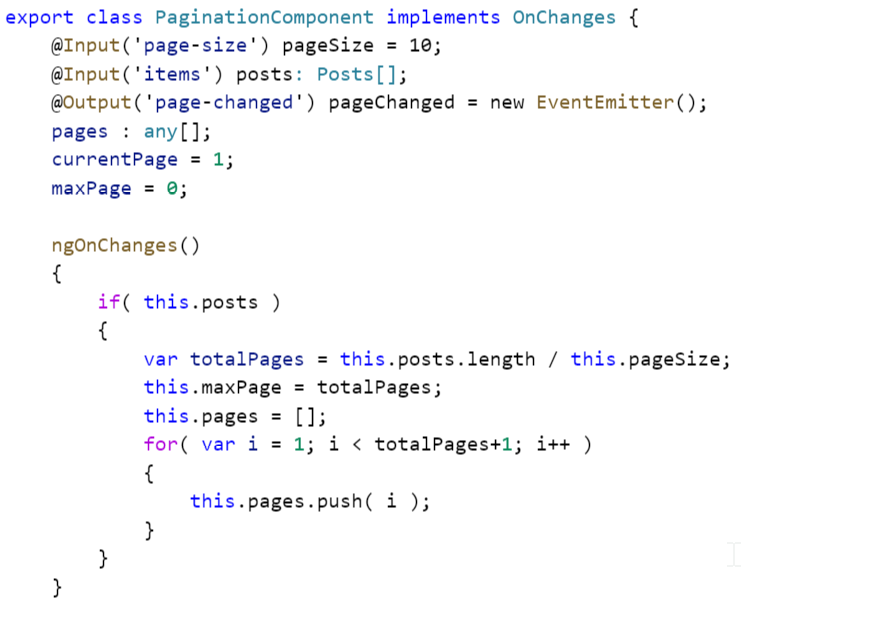 export class PaginationComponent implements OnChanges {
    @Input('page-size') pageSize = 10;
    @Input('items') posts: Posts[];
    @Output('page-changed') pageChanged = new EventEmitter();
    pages : any[];
    currentPage = 1;
    maxPage = 0;

    ngOnChanges()
    {
        if( this.posts )
        {
            var totalPages = this.posts.length / this.pageSize;
            this.maxPage = totalPages;
            this.pages = [];
            for( var i = 1; i < totalPages+1; i++ )
            {
                this.pages.push( i );
            }
        }
    }